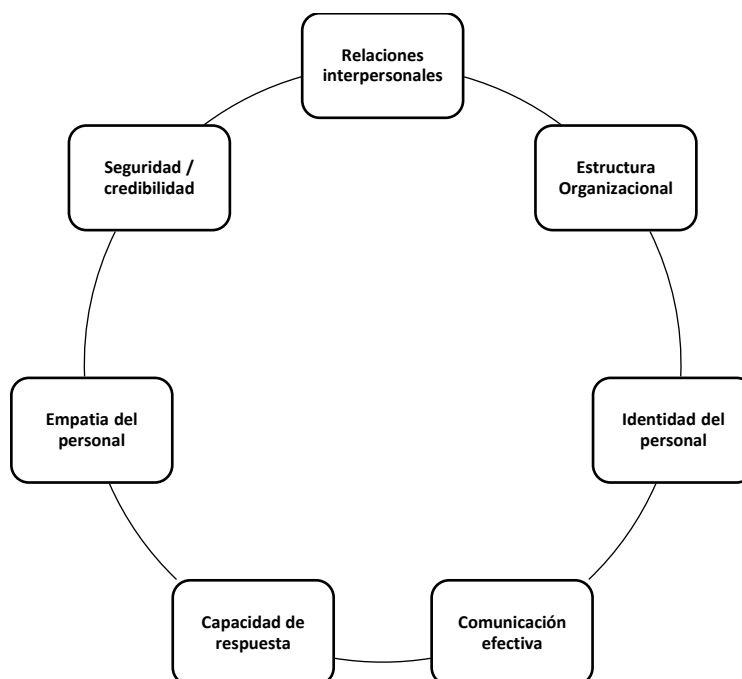 Relaciones
interpersonales
Estructura
Organizacional
Identidad del
personal
Comunicación
efectiva
Capacidad de
respuesta
Empatia del
personal
Seguridad /
credibilidad